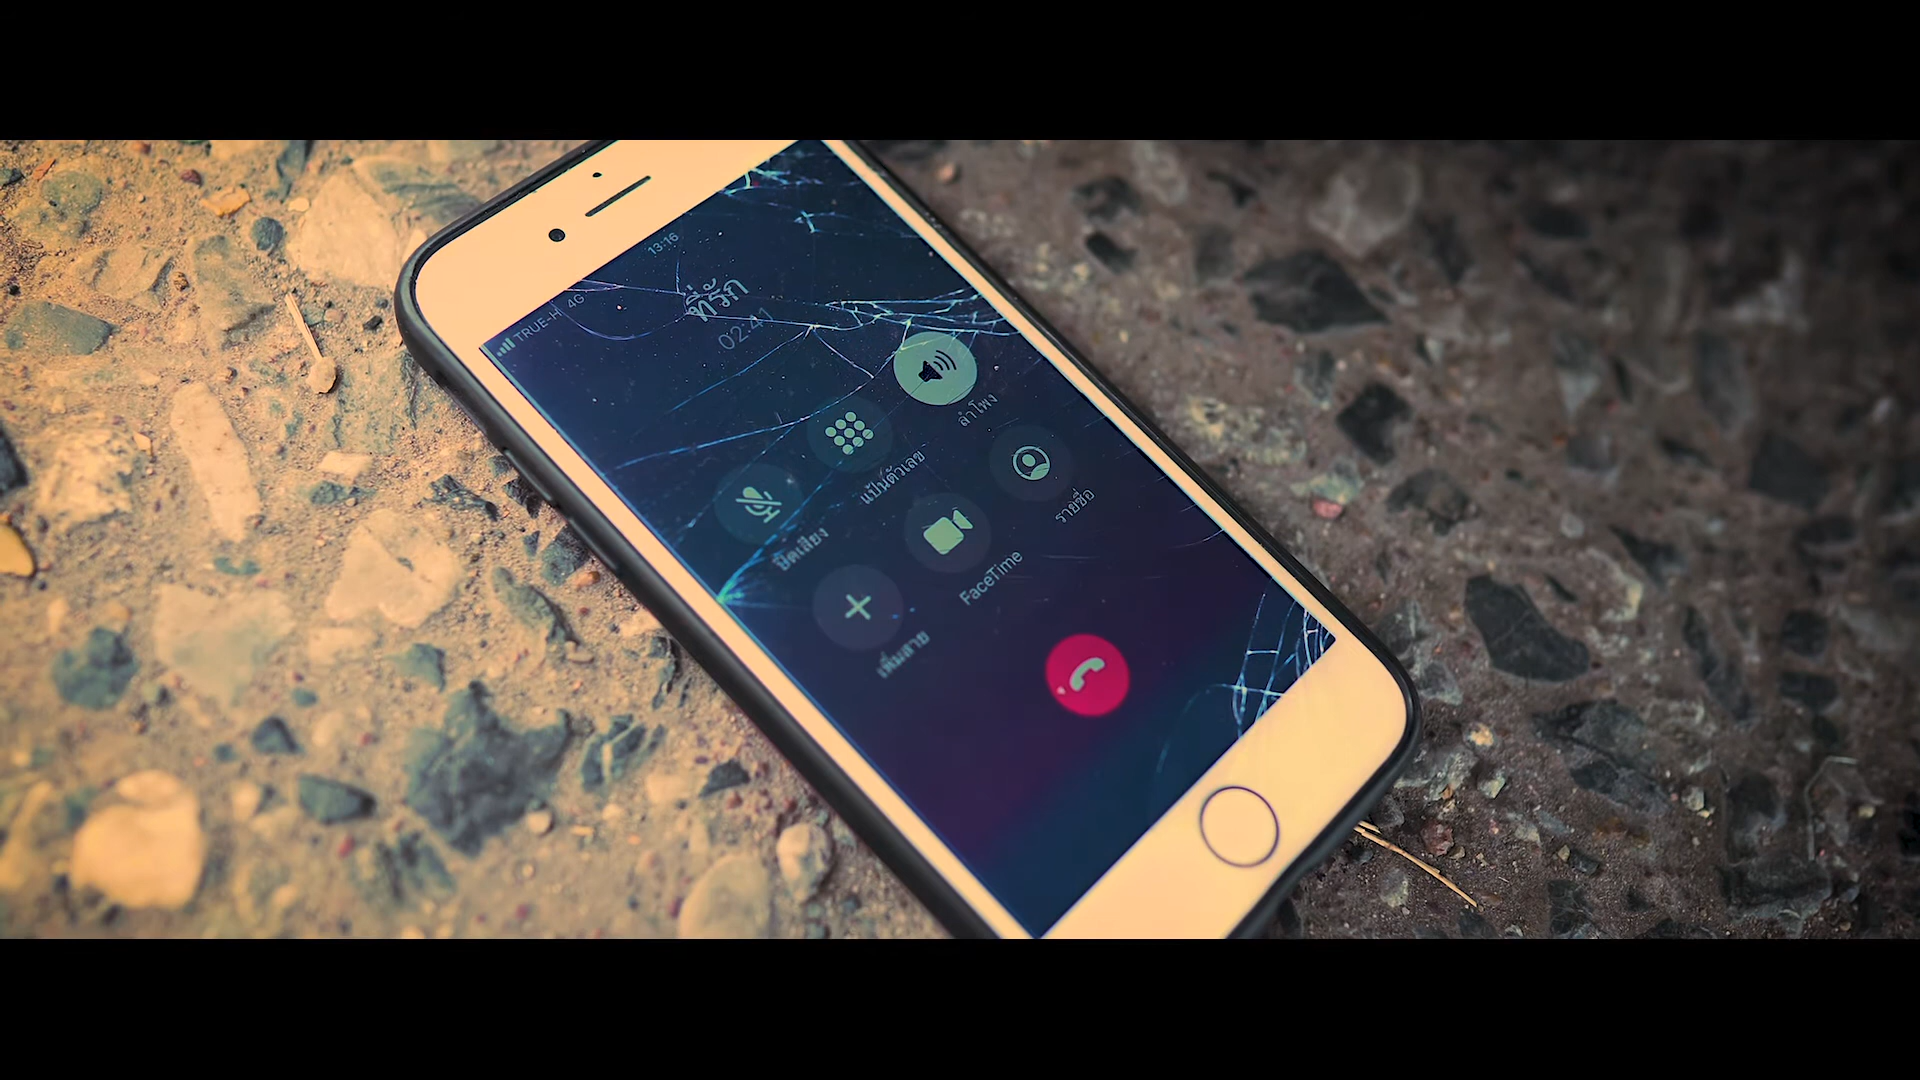 TRUE-H 4G 13:16
ที่รัก
02:41
ปิดเสียง แป้นตัวเลข ลำโพง
เพิ่มสาย FaceTime รายชื่อ